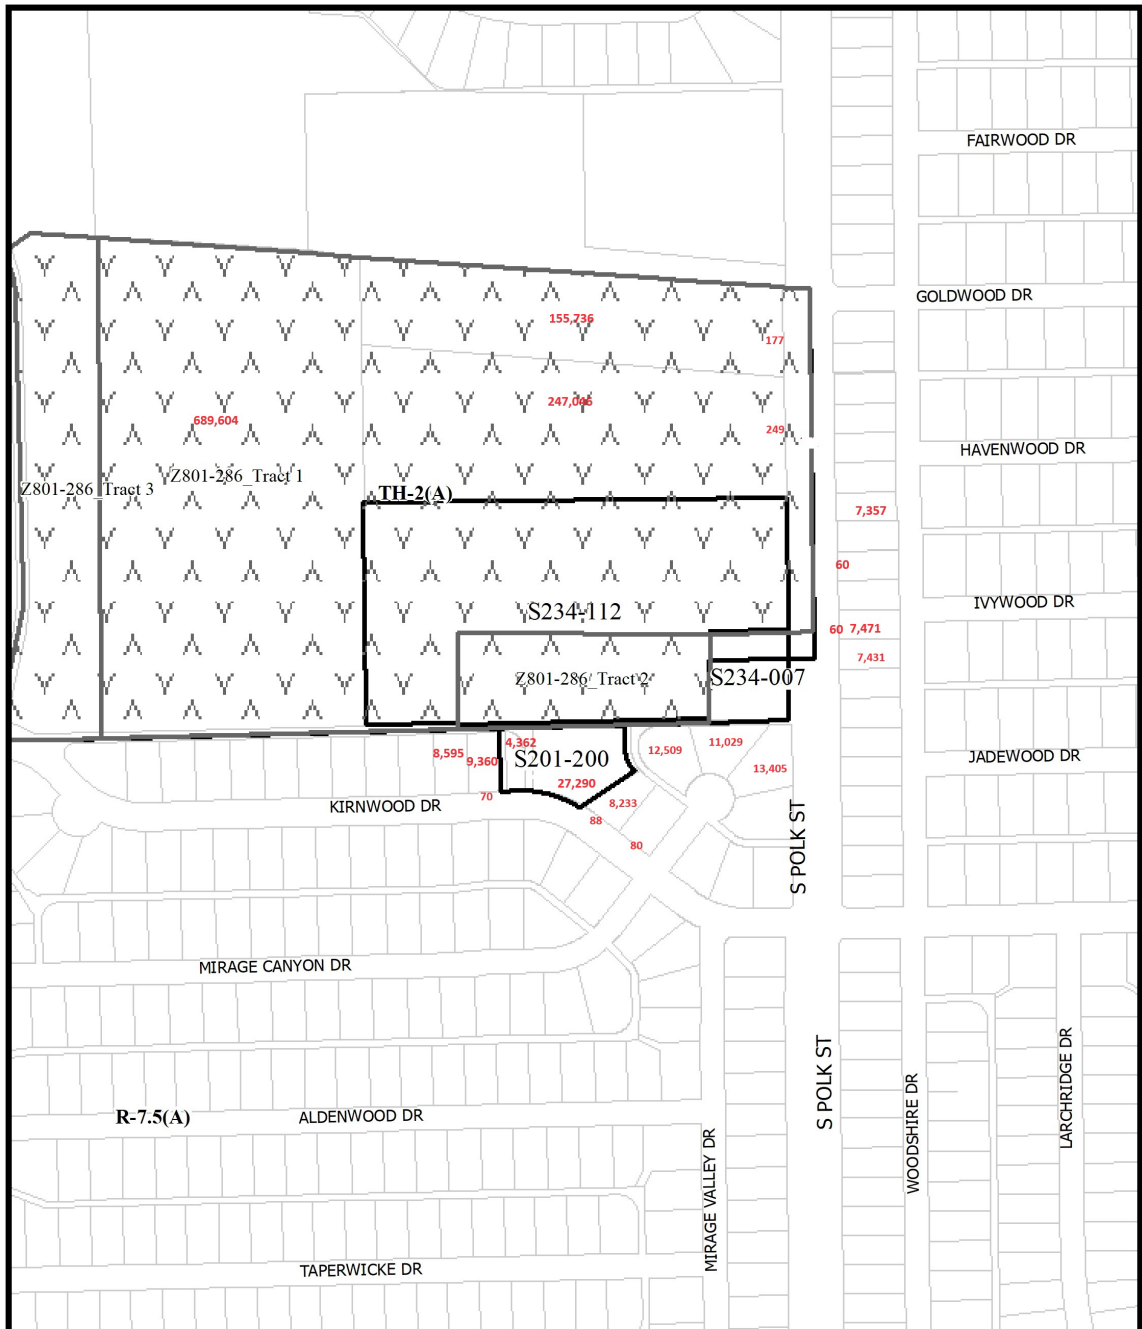 FAIRWOOD DR
GOLDWOOD DR
155,736
177
247,046
689,604
249
HAVENWOOD DR
Z801-286_Tract 1
Z801-286_Tract 3
TH-2(A)
7,357
60
IVYWOOD DR
S234-112
60 7,471
7,431
Z801-286_Tract 2
S234-007
4,362
11,029
8,595
12,509
9,360
S201-200
JADEWOOD DR
13,405
27,290
70
KIRNWOOD DR
8,233
88
80
S POLK ST
MIRAGE CANYON DR
S POLK ST
LARCHRIDGE DR
WOODSHIRE DR
R-7.5(A)
ALDENWOOD DR
MIRAGE VALLEY DR
TAPERWICKE DR